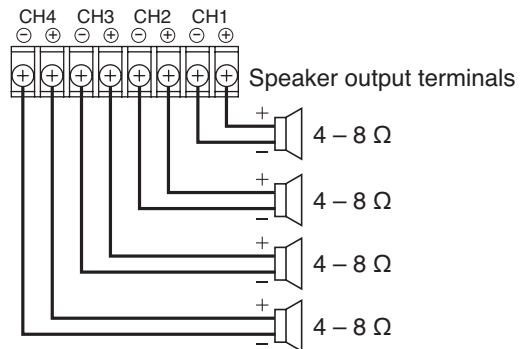 CH4 CH3 CH2 CH1
⊖ ⊕ ⊖ ⊕ ⊖ ⊕ ⊖ ⊕
Speaker output terminals
+
4 – 8 Ω
–
+
4 – 8 Ω
–
+
4 – 8 Ω
–
+
4 – 8 Ω
–